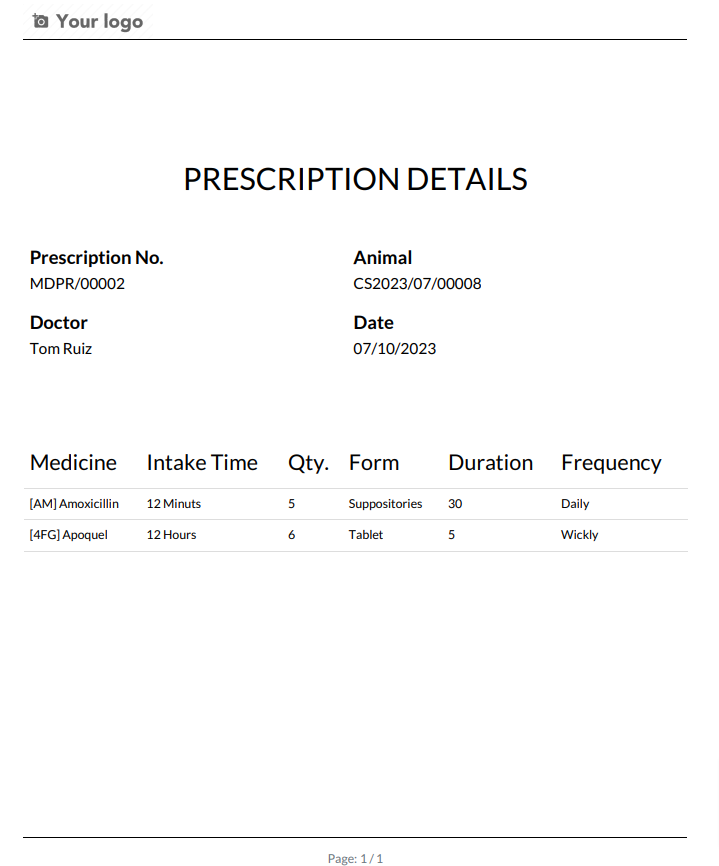 Your logo
PRESCRIPTION DETAILS
Prescription No. Animal
MDPR/00002 CS2023/07/00008
Doctor Date
Tom Ruiz 07/10/2023
Medicine Intake Time Qty. Form Duration Frequency
[AM] Amoxicillin 12 Minuts 5 Suppositories 30 Daily
[4FG] Apoquel 12 Hours 6 Tablet 5 Wickly
Page: 1 / 1